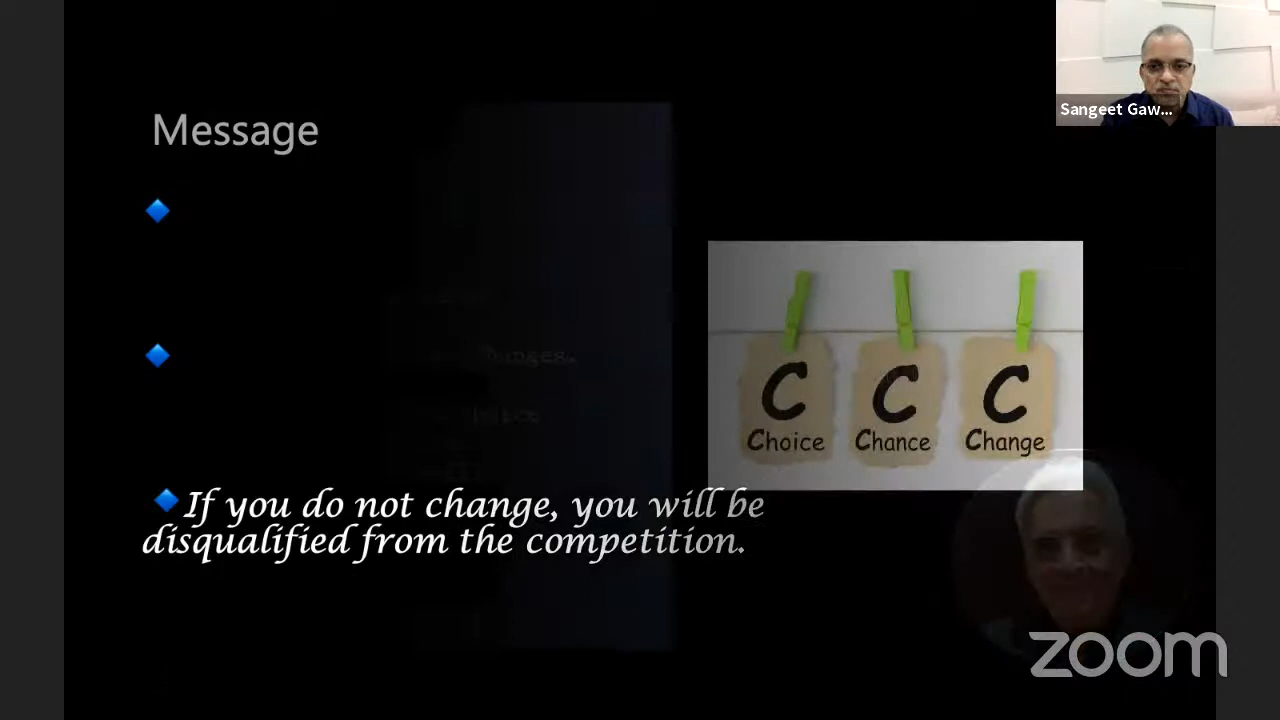 Sangeet Gaw...
Message
C C C
Choice Chance Change
If you do not change, you will be
disqualified from the competition.
zoom